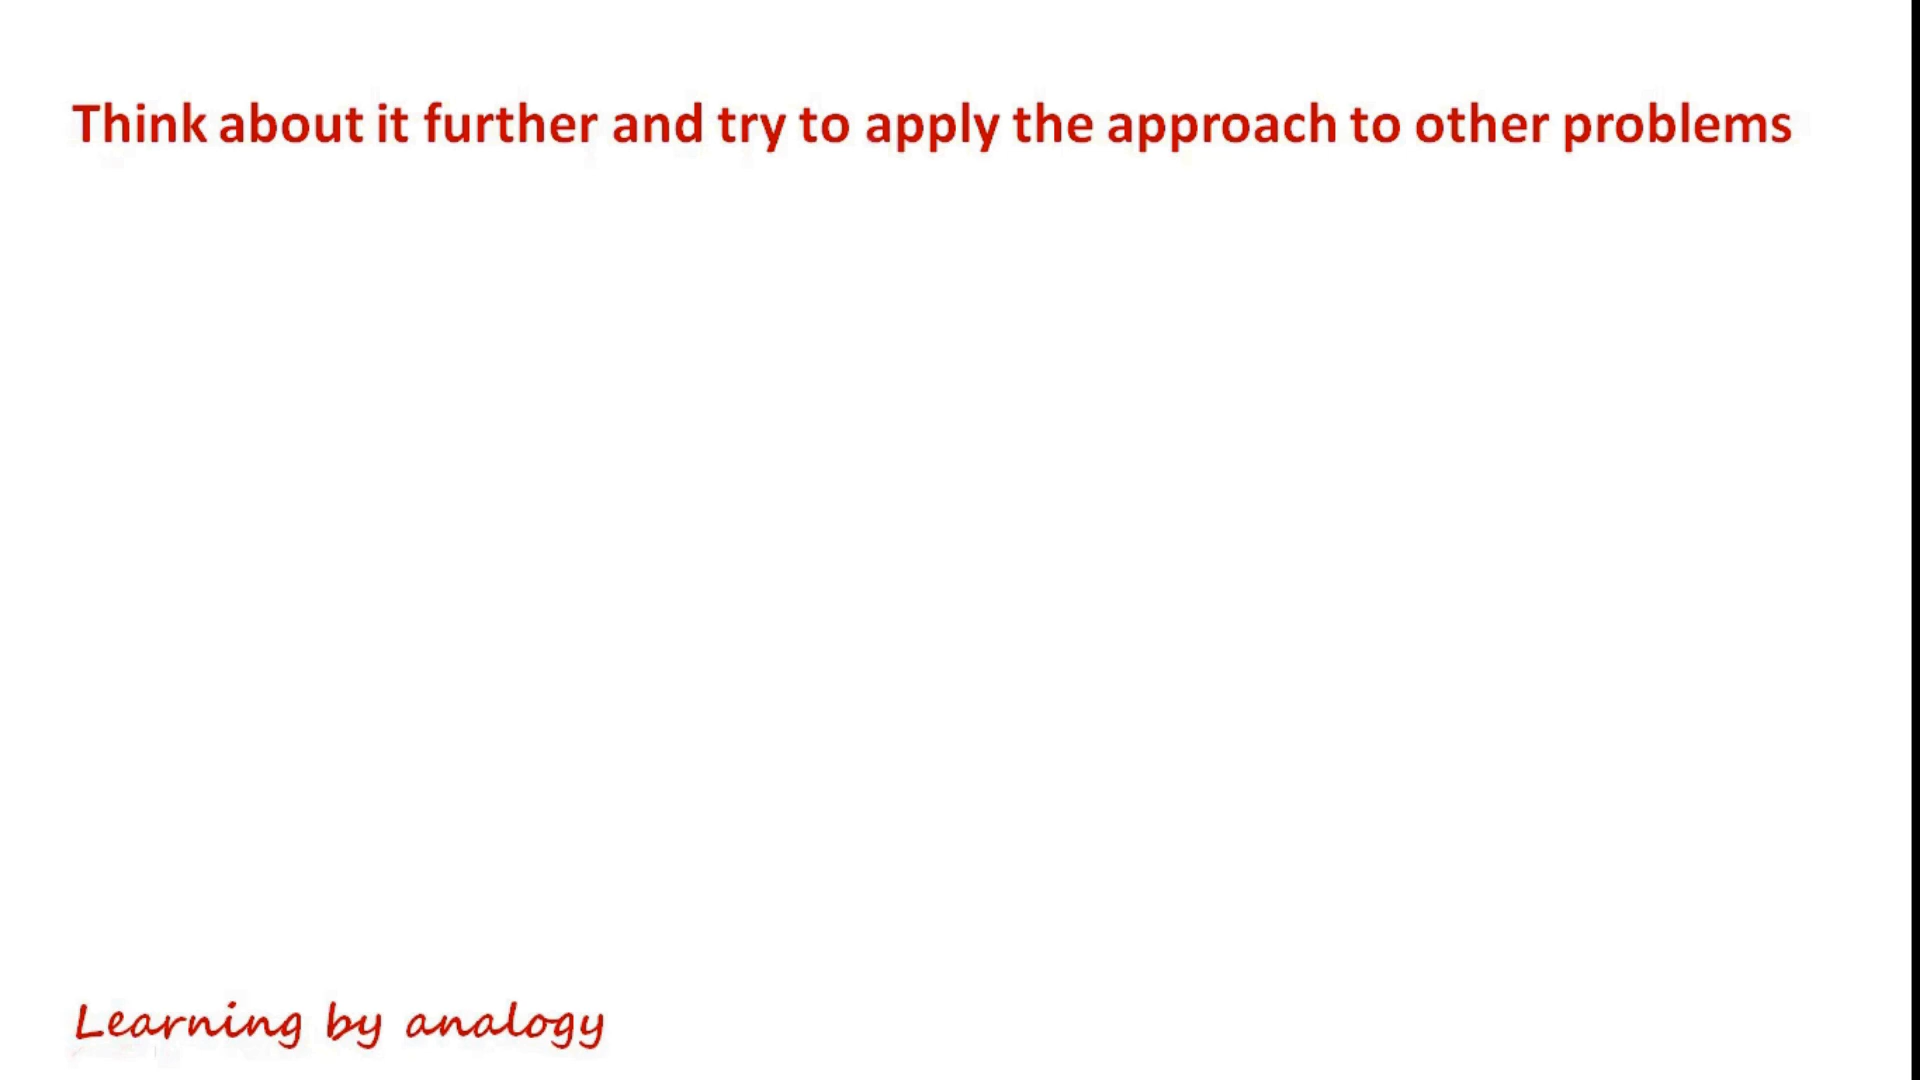 Think about it further and try to apply the approach to other problems
Learning by analogy